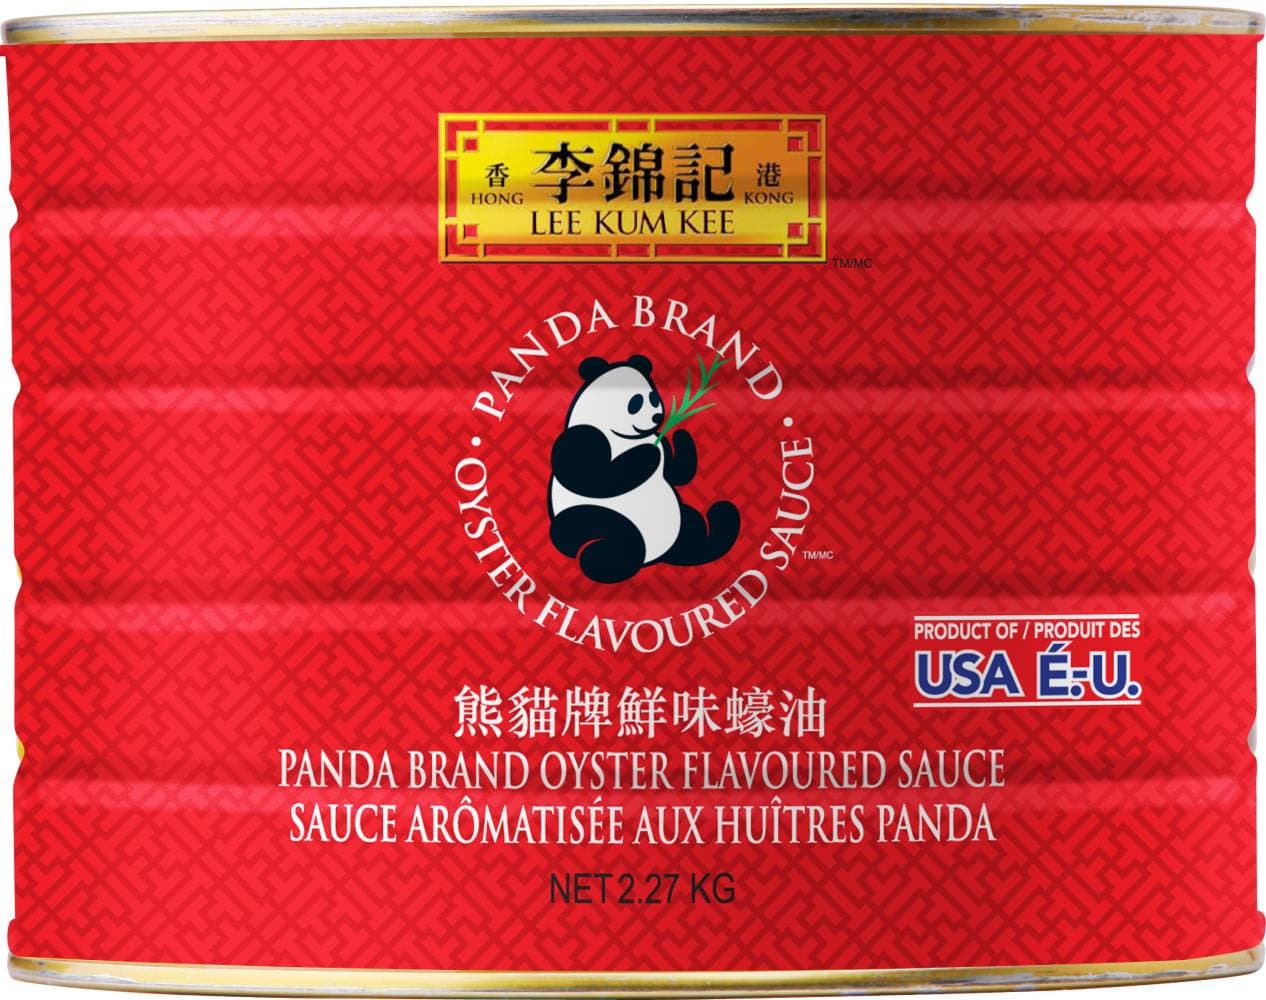 香 李錦記 港
HONG KONG
LEE KUM KEE
TM/MC
PANDA BRAND
• OYSTER FLAVOURED SAUCE •
TM/MC
PRODUCT OF / PRODUIT DES
USA É.-U.
熊貓牌鮮味蠔油
PANDA BRAND OYSTER FLAVOURED SAUCE
SAUCE ARÔMATISÉE AUX HUÎTRES PANDA
NET 2.27 KG